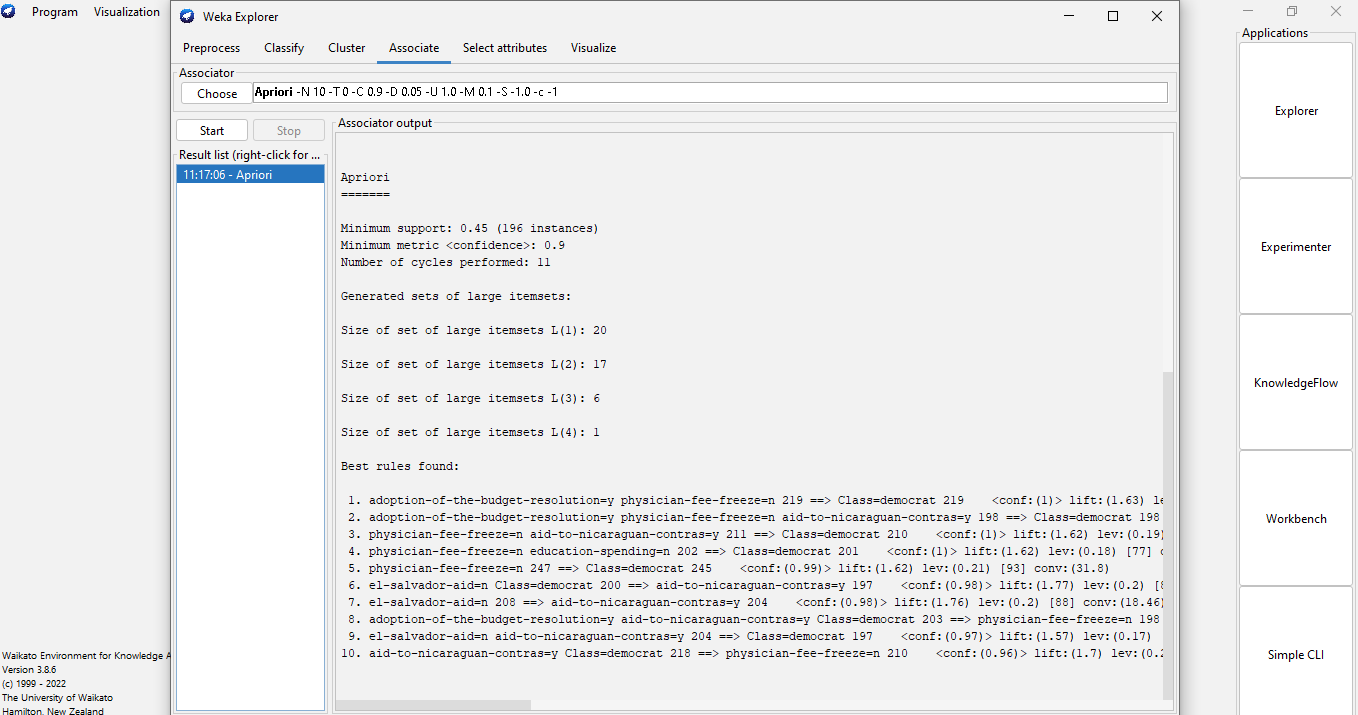 Program Visualization
Weka Explorer
Preprocess Classify Cluster Associate Select attributes Visualize
Associator
Choose Apriori -N 10 -T 0 -C 0.9 -D 0.05 -U 1.0 -M 0.1 -S -1.0 -c -1
Start Stop
Result list (right-click for ...
11:17:06 - Apriori
Associator output
Apriori
=======
Minimum support: 0.45 (196 instances)
Minimum metric <confidence>: 0.9
Number of cycles performed: 11
Generated sets of large itemsets:
Size of set of large itemsets L(1): 20
Size of set of large itemsets L(2): 17
Size of set of large itemsets L(3): 6
Size of set of large itemsets L(4): 1
Best rules found:
1. adoption-of-the-budget-resolution=y physician-fee-freeze=n 219 ==> Class=democrat 219 <conf:(1)> lift:(1.63) le
2. adoption-of-the-budget-resolution=y physician-fee-freeze=n aid-to-nicaraguan-contras=y 198 ==> Class=democrat 198
3. physician-fee-freeze=n aid-to-nicaraguan-contras=y 211 ==> Class=democrat 210 <conf:(1)> lift:(1.62) lev:(0.19)
4. physician-fee-freeze=n education-spending=n 202 ==> Class=democrat 201 <conf:(1)> lift:(1.62) lev:(0.18) [77] c
5. physician-fee-freeze=n 247 ==> Class=democrat 245 <conf:(0.99)> lift:(1.62) lev:(0.21) [93] conv:(31.8)
6. el-salvador-aid=n Class=democrat 200 ==> aid-to-nicaraguan-contras=y 197 <conf:(0.98)> lift:(1.77) lev:(0.2) [8
7. el-salvador-aid=n 208 ==> aid-to-nicaraguan-contras=y 204 <conf:(0.98)> lift:(1.76) lev:(0.2) [88] conv:(18.46)
8. adoption-of-the-budget-resolution=y aid-to-nicaraguan-contras=y Class=democrat 203 ==> physician-fee-freeze=n 198
9. el-salvador-aid=n aid-to-nicaraguan-contras=y 204 ==> Class=democrat 197 <conf:(0.97)> lift:(1.57) lev:(0.17)
10. aid-to-nicaraguan-contras=y Class=democrat 218 ==> physician-fee-freeze=n 210 <conf:(0.96)> lift:(1.7) lev:(0.2
Applications
Explorer
Experimenter
KnowledgeFlow
Workbench
Simple CLI
Waikato Environment for Knowledge A
Version 3.8.6
(c) 1999 - 2022
The University of Waikato
Hamilton, New Zealand